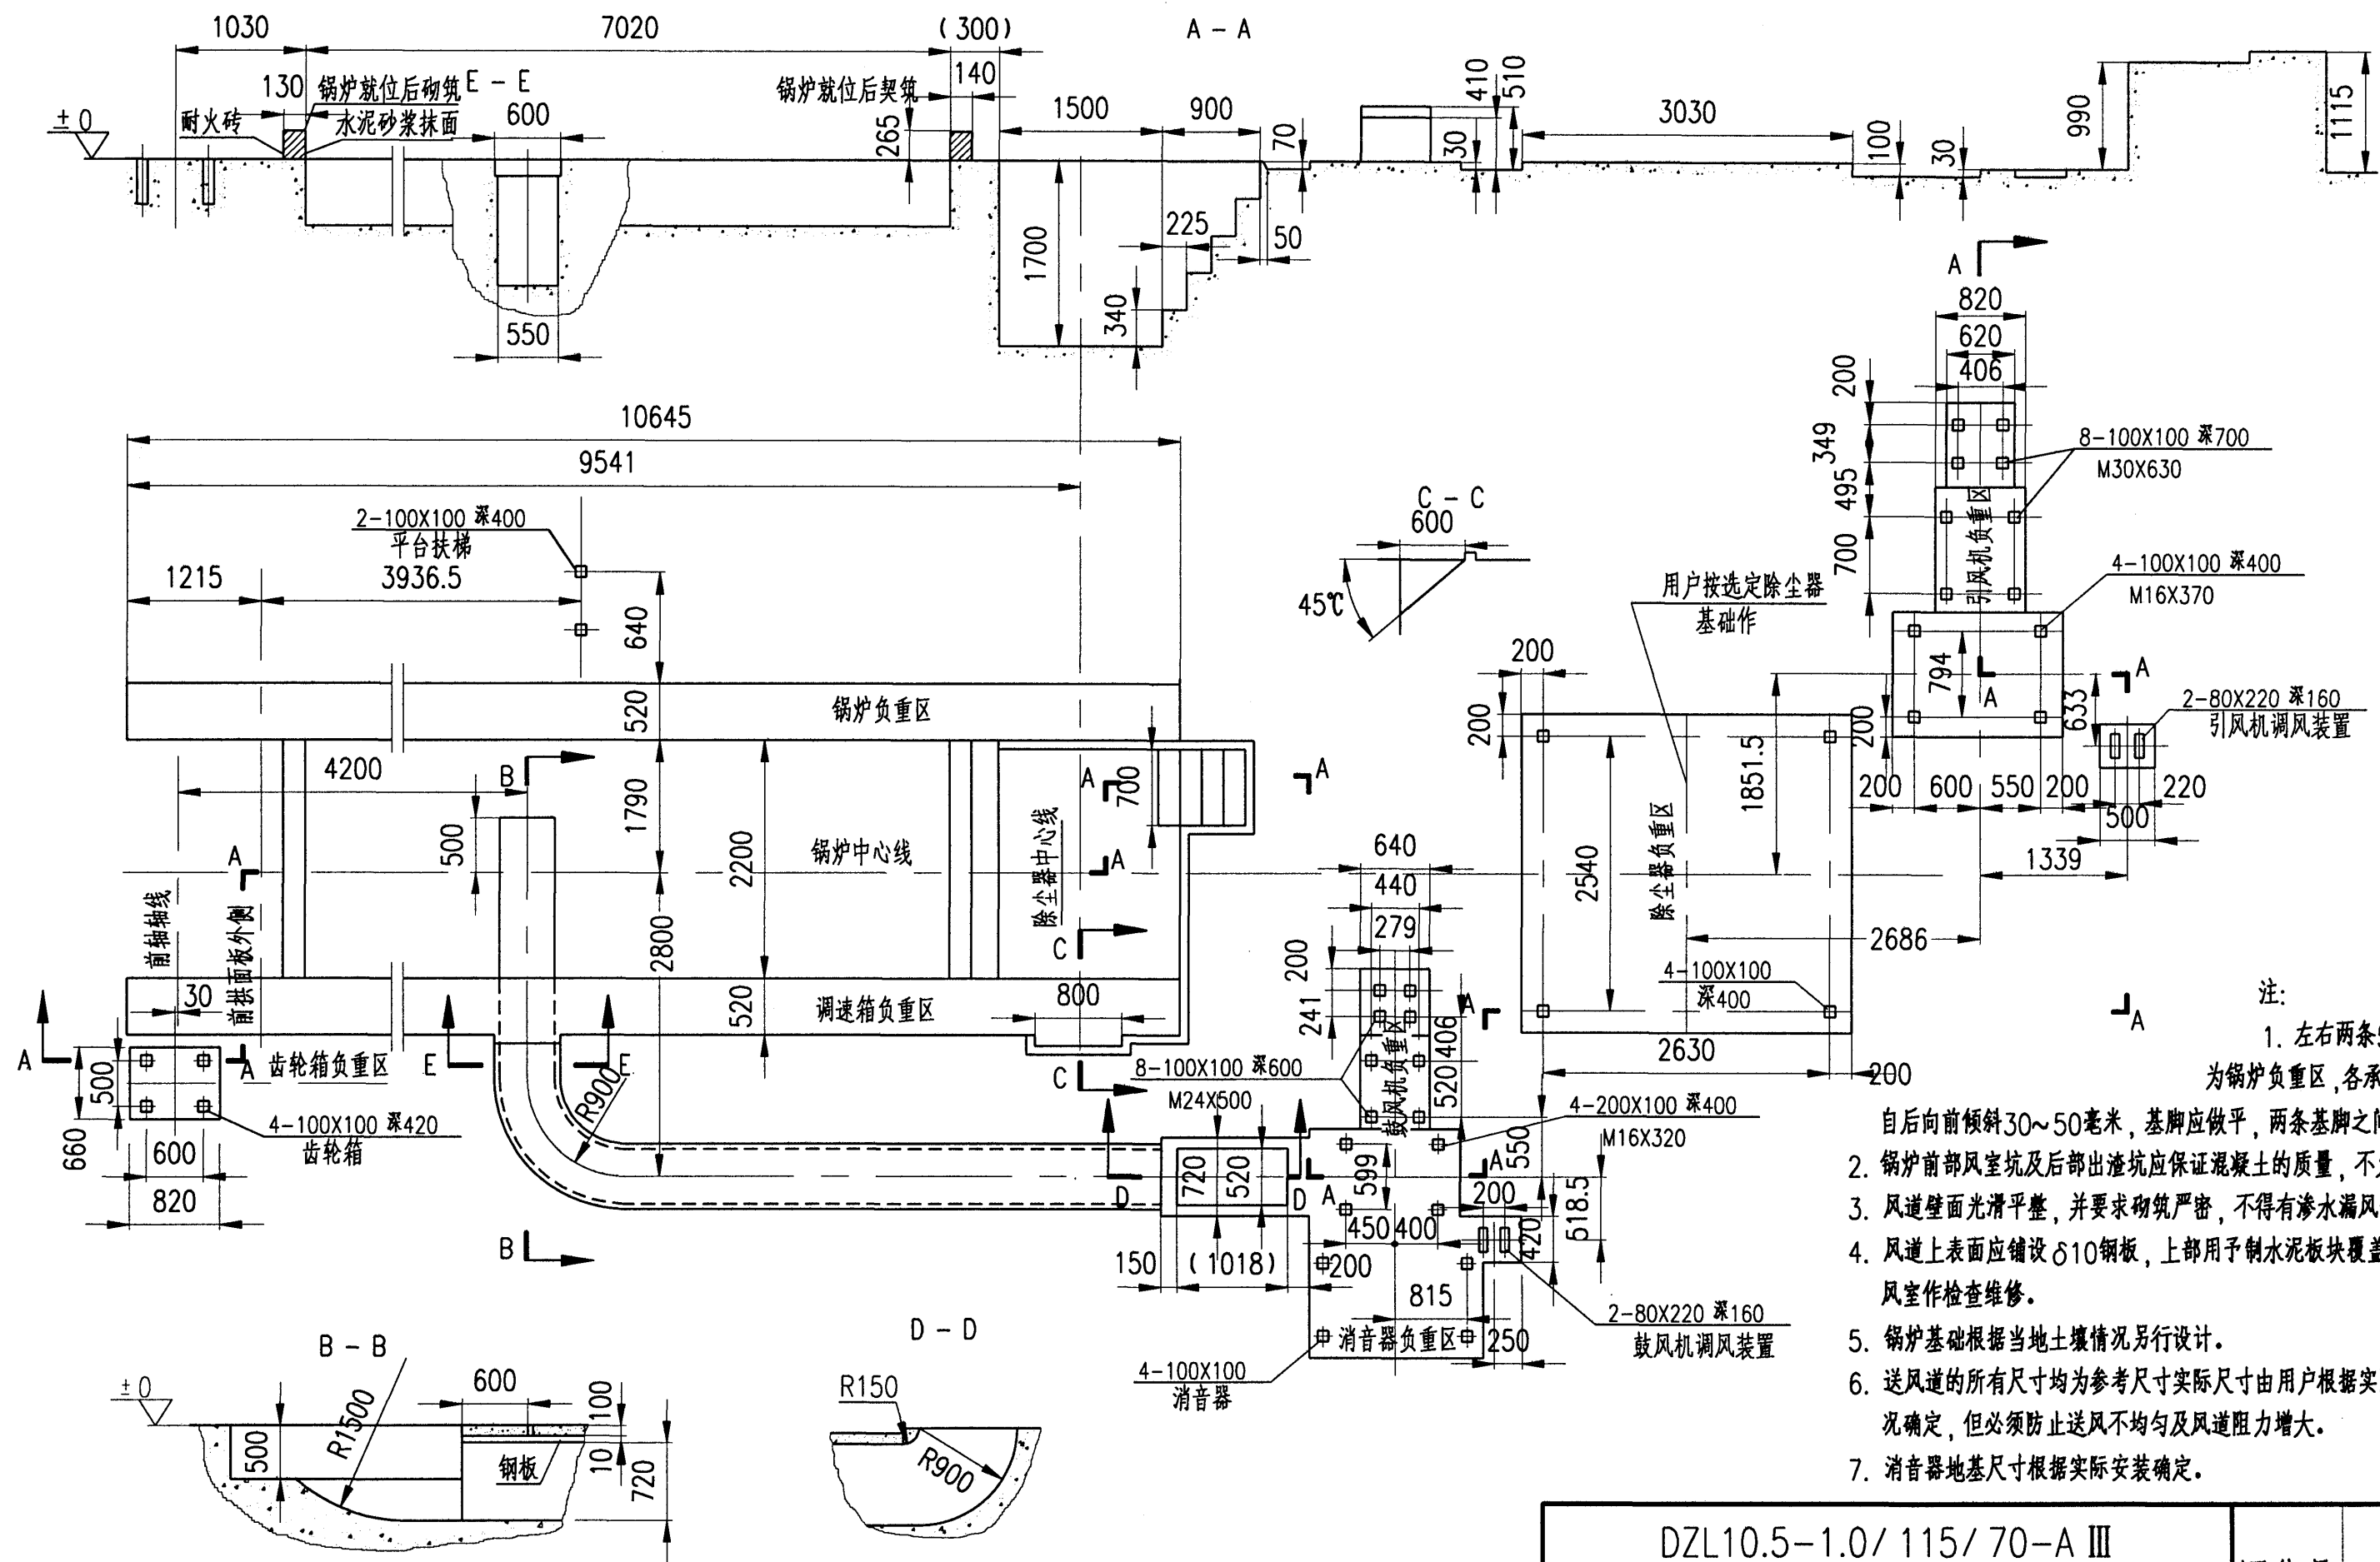 1030
7020
(300)
A - A
130
锅炉就位后砌筑
E - E
耐火砖
水泥砂浆抹面
600
锅炉就位后契筑
140
265
1500
900
70
410
510
30
3030
100
30
990
1115
±0
1700
225
50
340
550
A
820
620
406
200
349
495
700
8-100X100 深700
M30X630
引风机负重区
4-100X100 深400
M16X370
10645
9541
2-100X100 深400
平台扶梯
1215
3936.5
640
C - C
600
45℃
用户按选定除尘器
基础作
200
200
794
A
A
633
2-80X220 深160
引风机调风装置
200
1851.5
200
600
550
200
220
500
1339
520
锅炉负重区
4200
B
500
1790
2200
锅炉中心线
除尘器中心线
A
700
A
A
A
640
440
279
2540
除尘器负重区
2686
前轴轴线
前拱面板外侧
30
2800
C
800
520
调速箱负重区
200
241
406
520
A
4-100X100
深400
2630
200
A
A
A
齿轮箱负重区
E
E
500
660
4-100X100 深420
齿轮箱
600
820
R900
C
8-100X100 深600
M24X500
鼓风机负重区
4-200X100 深400
M16X320
550
518.5
D
720
520
D
A
599
A
200
450
400
420
B
150
(1018)
200
815
2-80X220 深160
鼓风机调风装置
消音器负重区
250
4-100X100
消音器
B - B
±0
500
R1500
600
100
10
720
钢板
D - D
R150
R900
注:
1. 左右两条
为锅炉负重区,各承
自后向前倾斜30~50毫米,基脚应做平,两条基脚之间
2. 锅炉前部风室坑及后部出渣坑应保证混凝土的质量,不
3. 风道壁面光滑平整,并要求砌筑严密,不得有渗水漏风
4. 风道上表面应铺设δ10钢板,上部用予制水泥板块覆盖
风室作检查维修。
5. 锅炉基础根据当地土壤情况另行设计。
6. 送风道的所有尺寸均为参考尺寸实际尺寸由用户根据实
况确定,但必须防止送风不均匀及风道阻力增大。
7. 消音器地基尺寸根据实际安装确定。
DZL10.5-1.0/115/70-AⅢ